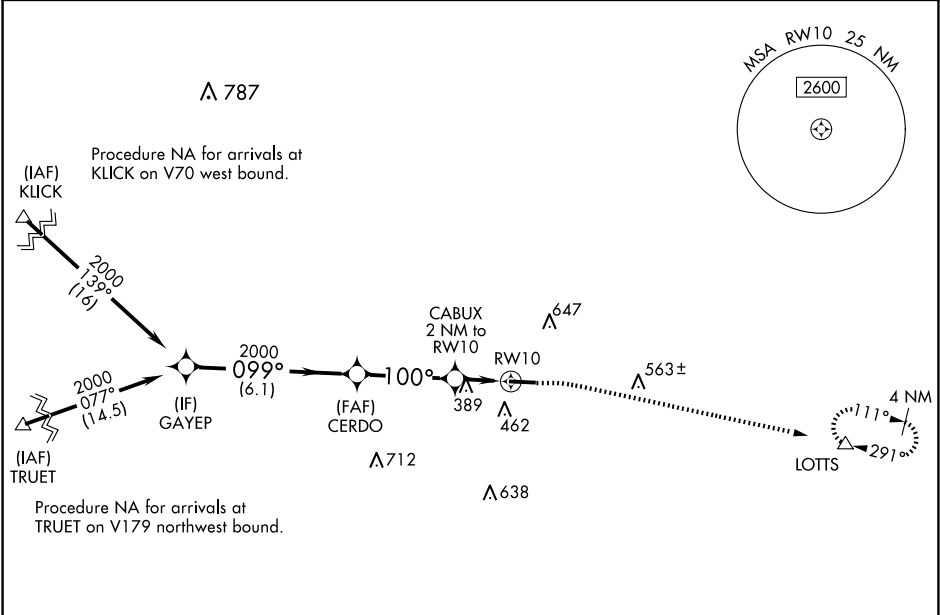 MSA RW10 25 NM
2600
787
Procedure NA for arrivals at
KLICK on V70 west bound.
(IAF)
KLICK
2000
139°
(16)
CABUX
2 NM to
RW10
647
RW10
2000
099°
(6.1)
100°
563±
4 NM
2000
077°
(14.5)
(IF)
GAYEP
(FAF)
CERDO
389
462
111°
291°
LOTTS
(IAF)
TRUET
712
638
Procedure NA for arrivals at
TRUET on V179 northwest bound.